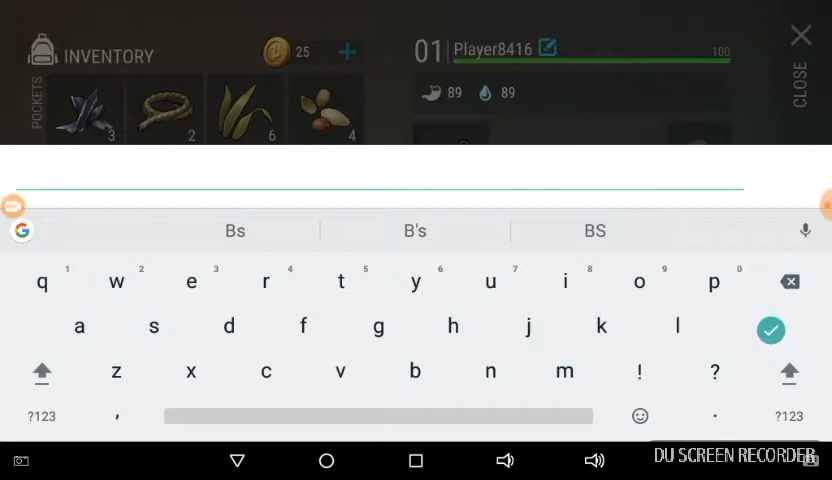 INVENTORY 25 01 Player8416 100
CLOSE
POCKETS
89 89
3 2 6 4
Bs B's BS
q 1 w 2 e 3 r 4 t 5 y 6 u 7 i 8 o 9 p 0
a s d f g h j k l
z x c v b n m ! ?
?123 , . ?123
DU SCREEN RECORDER